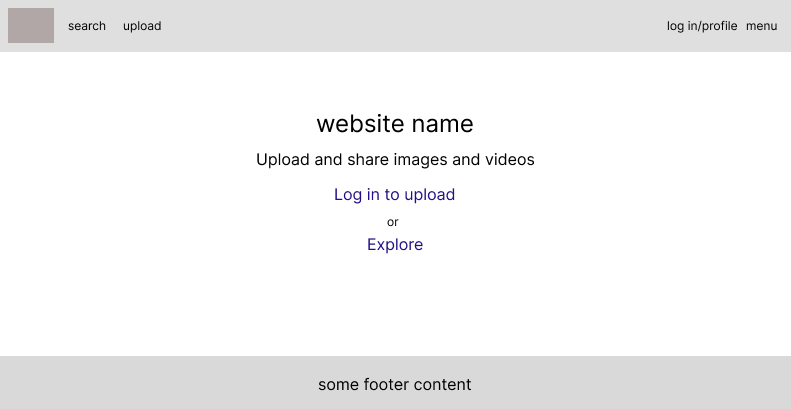 search upload log in/profile menu
website name
Upload and share images and videos
Log in to upload
or
Explore
some footer content